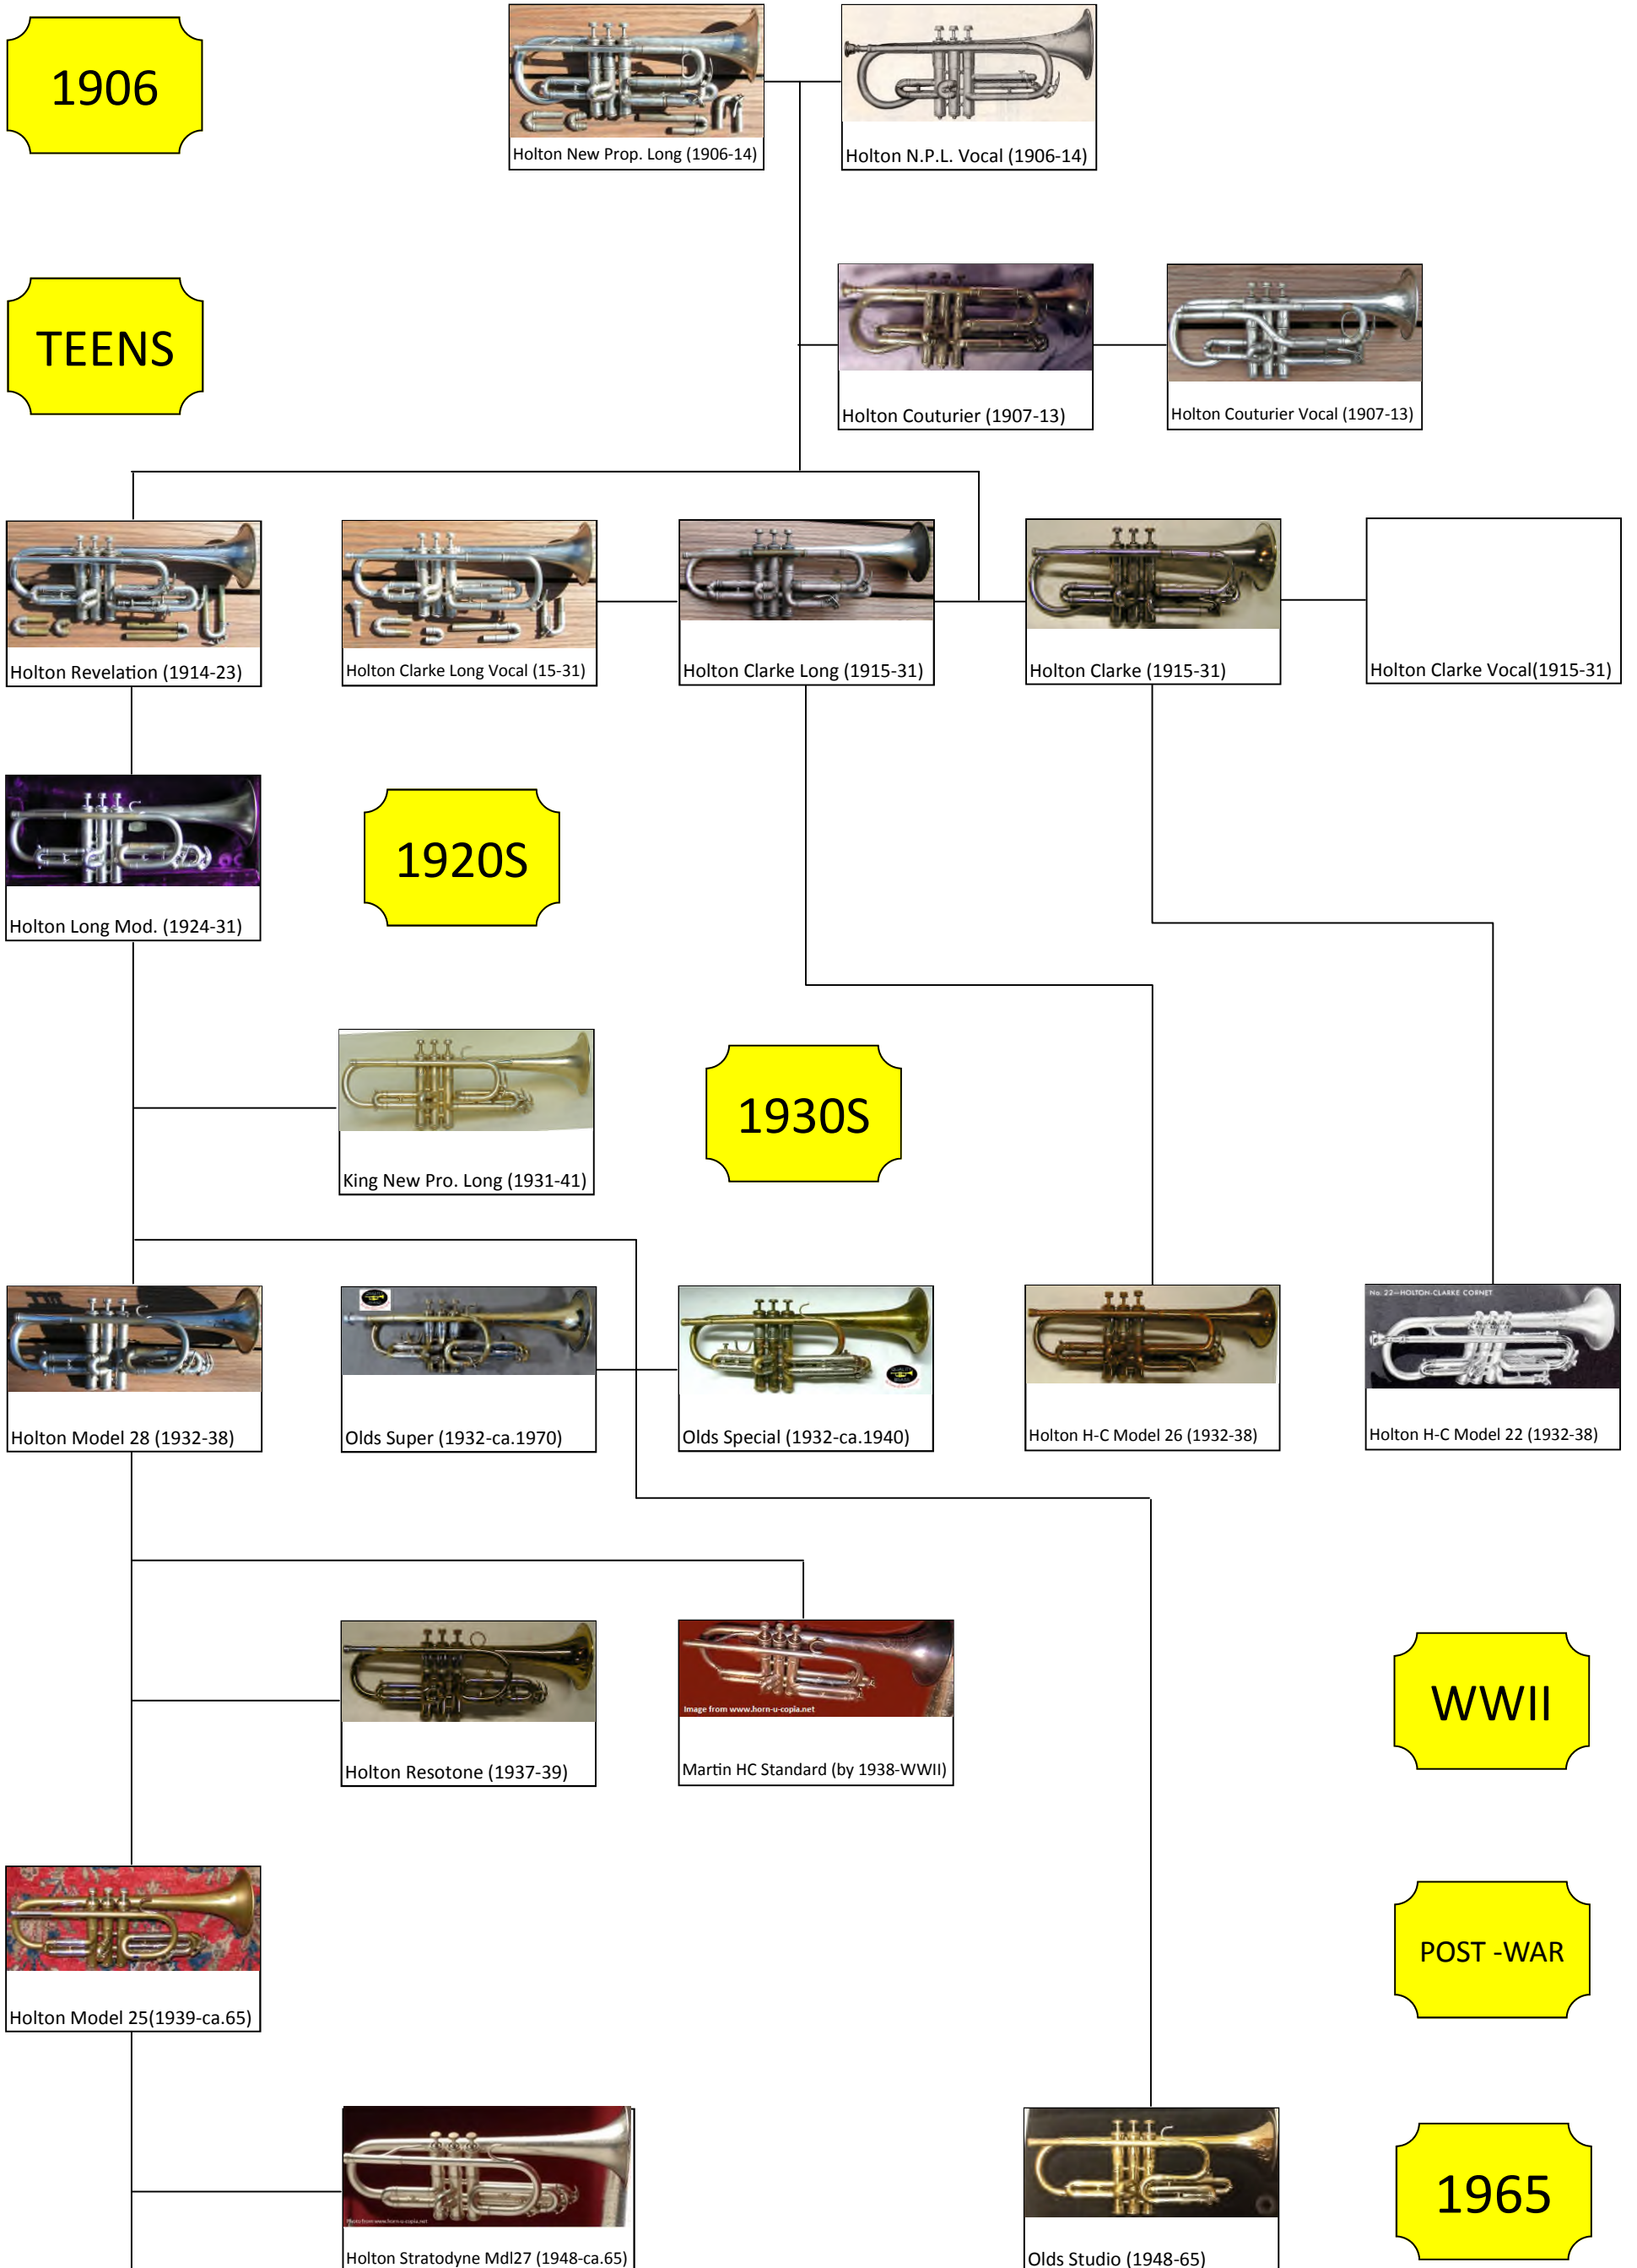 1906
Holton New Prop. Long (1906-14)
Holton N.P.L. Vocal (1906-14)
TEENS
Holton Couturier (1907-13)
Holton Couturier Vocal (1907-13)
Holton Revelation (1914-23)
Holton Clarke Long Vocal (15-31)
Holton Clarke Long (1915-31)
Holton Clarke (1915-31)
Holton Clarke Vocal(1915-31)
Holton Long Mod. (1924-31)
1920S
King New Pro. Long (1931-41)
1930S
No. 22—HOLTON-CLARKE CORNET
Holton Model 28 (1932-38)
Olds Super (1932-ca.1970)
Olds Special (1932-ca.1940)
Holton H-C Model 26 (1932-38)
Holton H-C Model 22 (1932-38)
Image from www.horn-u-copia.net
Holton Resotone (1937-39)
Martin HC Standard (by 1938-WWII)
WWII
Holton Model 25(1939-ca.65)
POST -WAR
Photo from www.horn-u-copia.net
Holton Stratodyne Mdl27 (1948-ca.65)
Olds Studio (1948-65)
1965